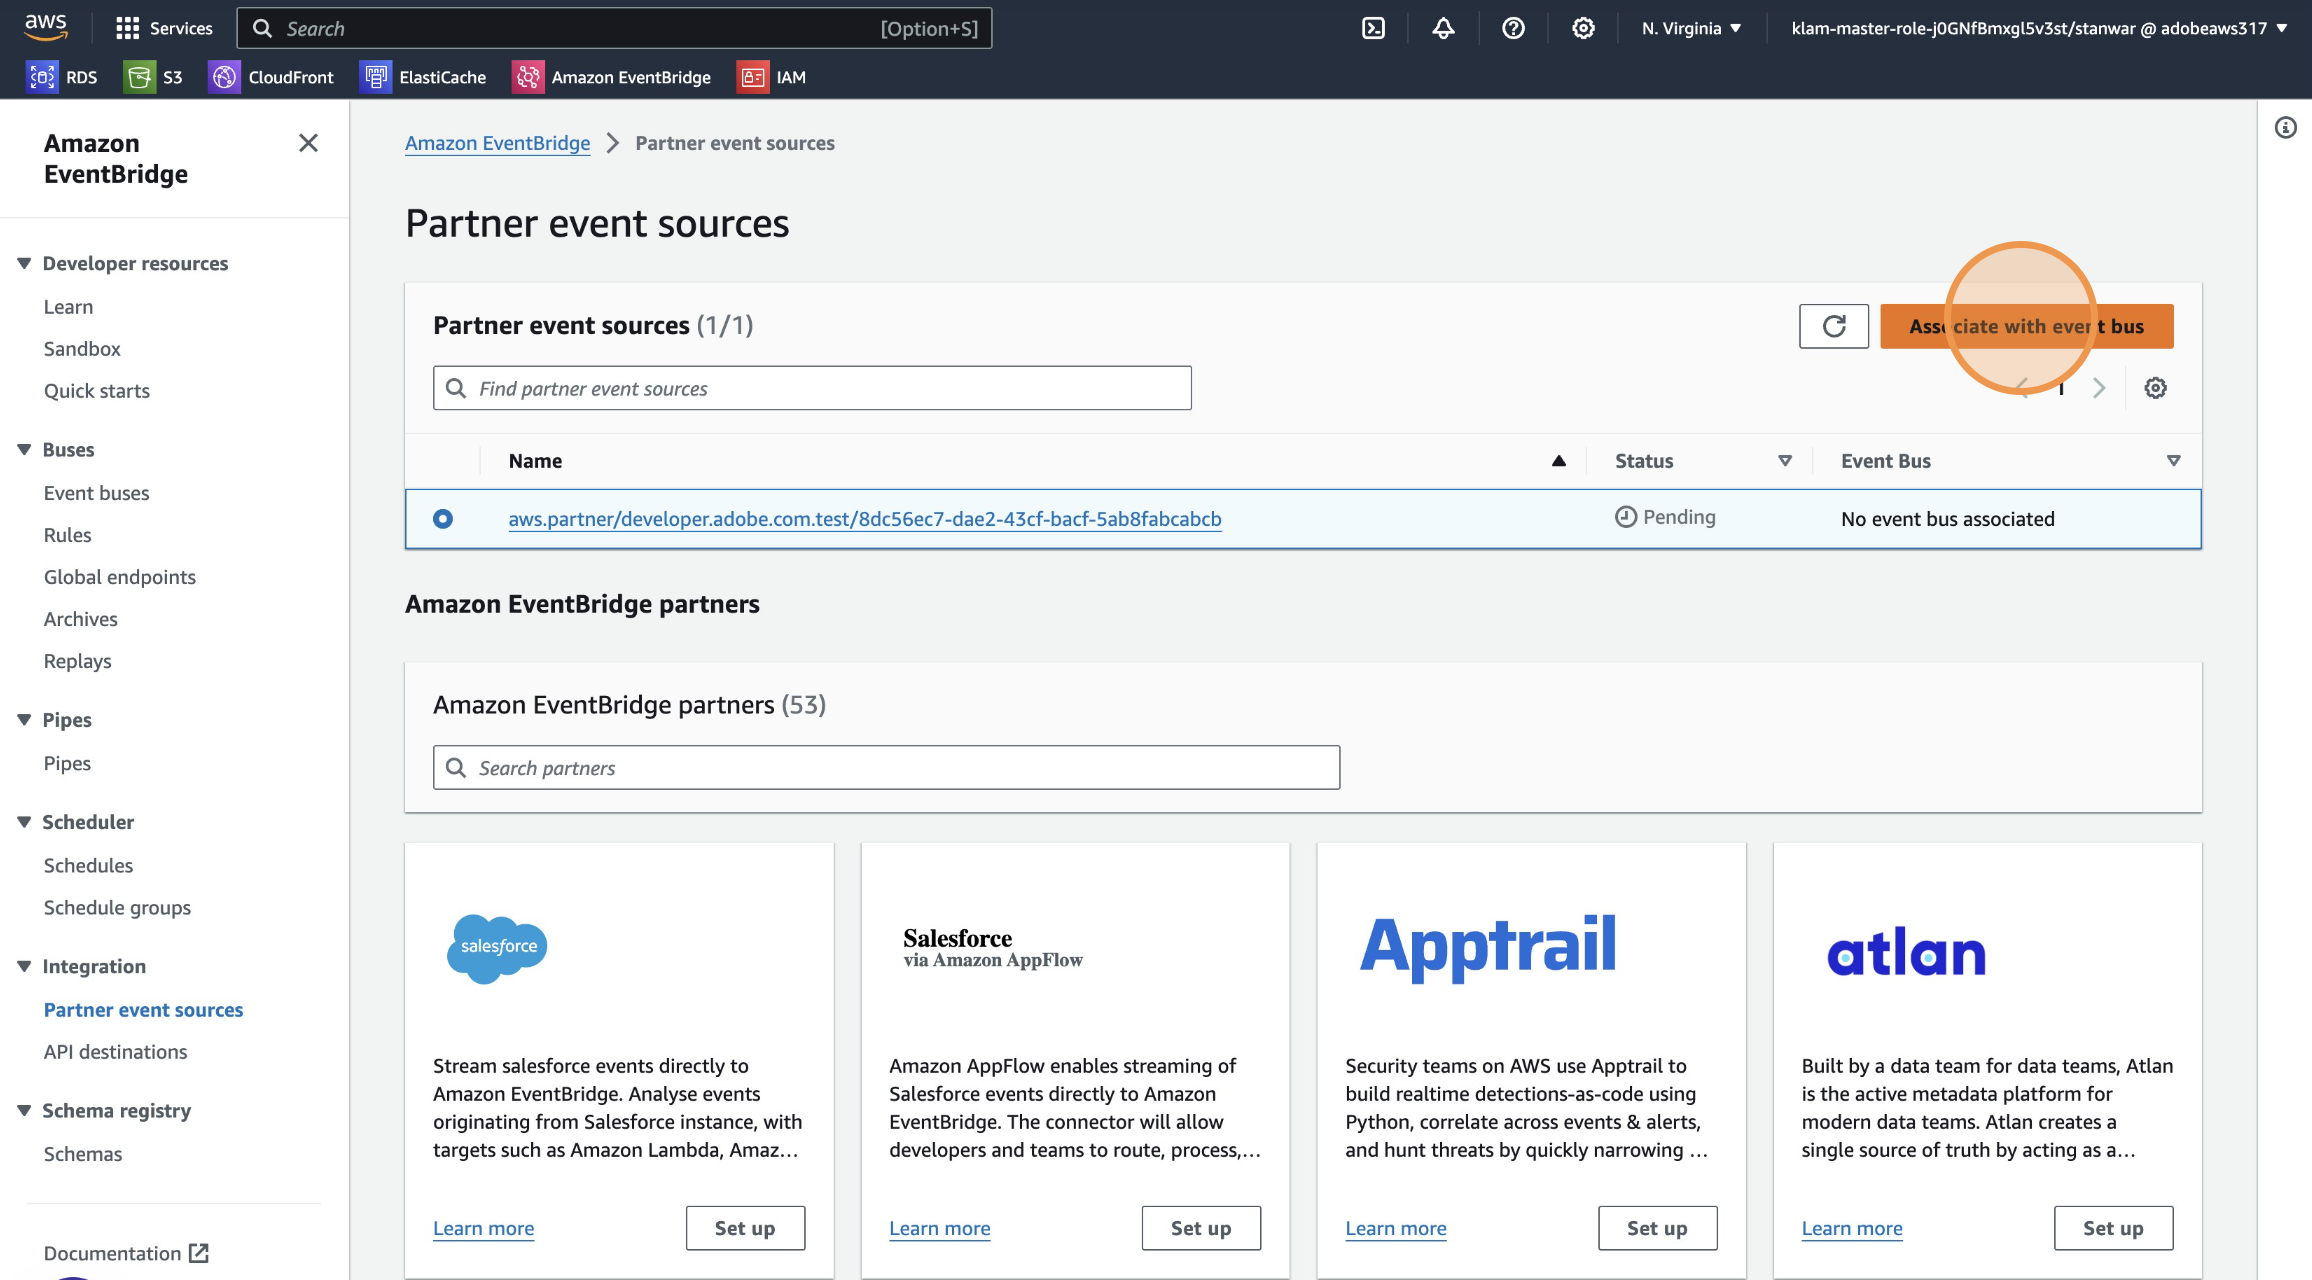 aws
Services
Search
[Option+S]
N. Virginia
klam-master-role-j0GNfBmxgl5v3st/stanwar @ adobeaws317
RDS
S3
CloudFront
ElastiCache
Amazon EventBridge
IAM
Amazon
EventBridge
Developer resources
Learn
Sandbox
Quick starts
Buses
Event buses
Rules
Global endpoints
Archives
Replays
Pipes
Pipes
Scheduler
Schedules
Schedule groups
Integration
Partner event sources
API destinations
Schema registry
Schemas
Documentation
Amazon EventBridge
Partner event sources
Partner event sources
Partner event sources (1/1)
Associate with event bus
Find partner event sources
1
Name
Status
Event Bus
aws.partner/developer.adobe.com.test/8dc56ec7-dae2-43cf-bacf-5ab8fabcabcb
Pending
No event bus associated
Amazon EventBridge partners
Amazon EventBridge partners (53)
Search partners
salesforce
Stream salesforce events directly to
Amazon EventBridge. Analyse events
originating from Salesforce instance, with
targets such as Amazon Lambda, Amaz...
Learn more
Set up
Salesforce
via Amazon AppFlow
Amazon AppFlow enables streaming of
Salesforce events directly to Amazon
EventBridge. The connector will allow
developers and teams to route, process,...
Learn more
Set up
Apptrail
Security teams on AWS use Apptrail to
build realtime detections-as-code using
Python, correlate across events & alerts,
and hunt threats by quickly narrowing ...
Learn more
Set up
atlan
Built by a data team for data teams, Atlan
is the active metadata platform for
modern data teams. Atlan creates a
single source of truth by acting as a...
Learn more
Set up